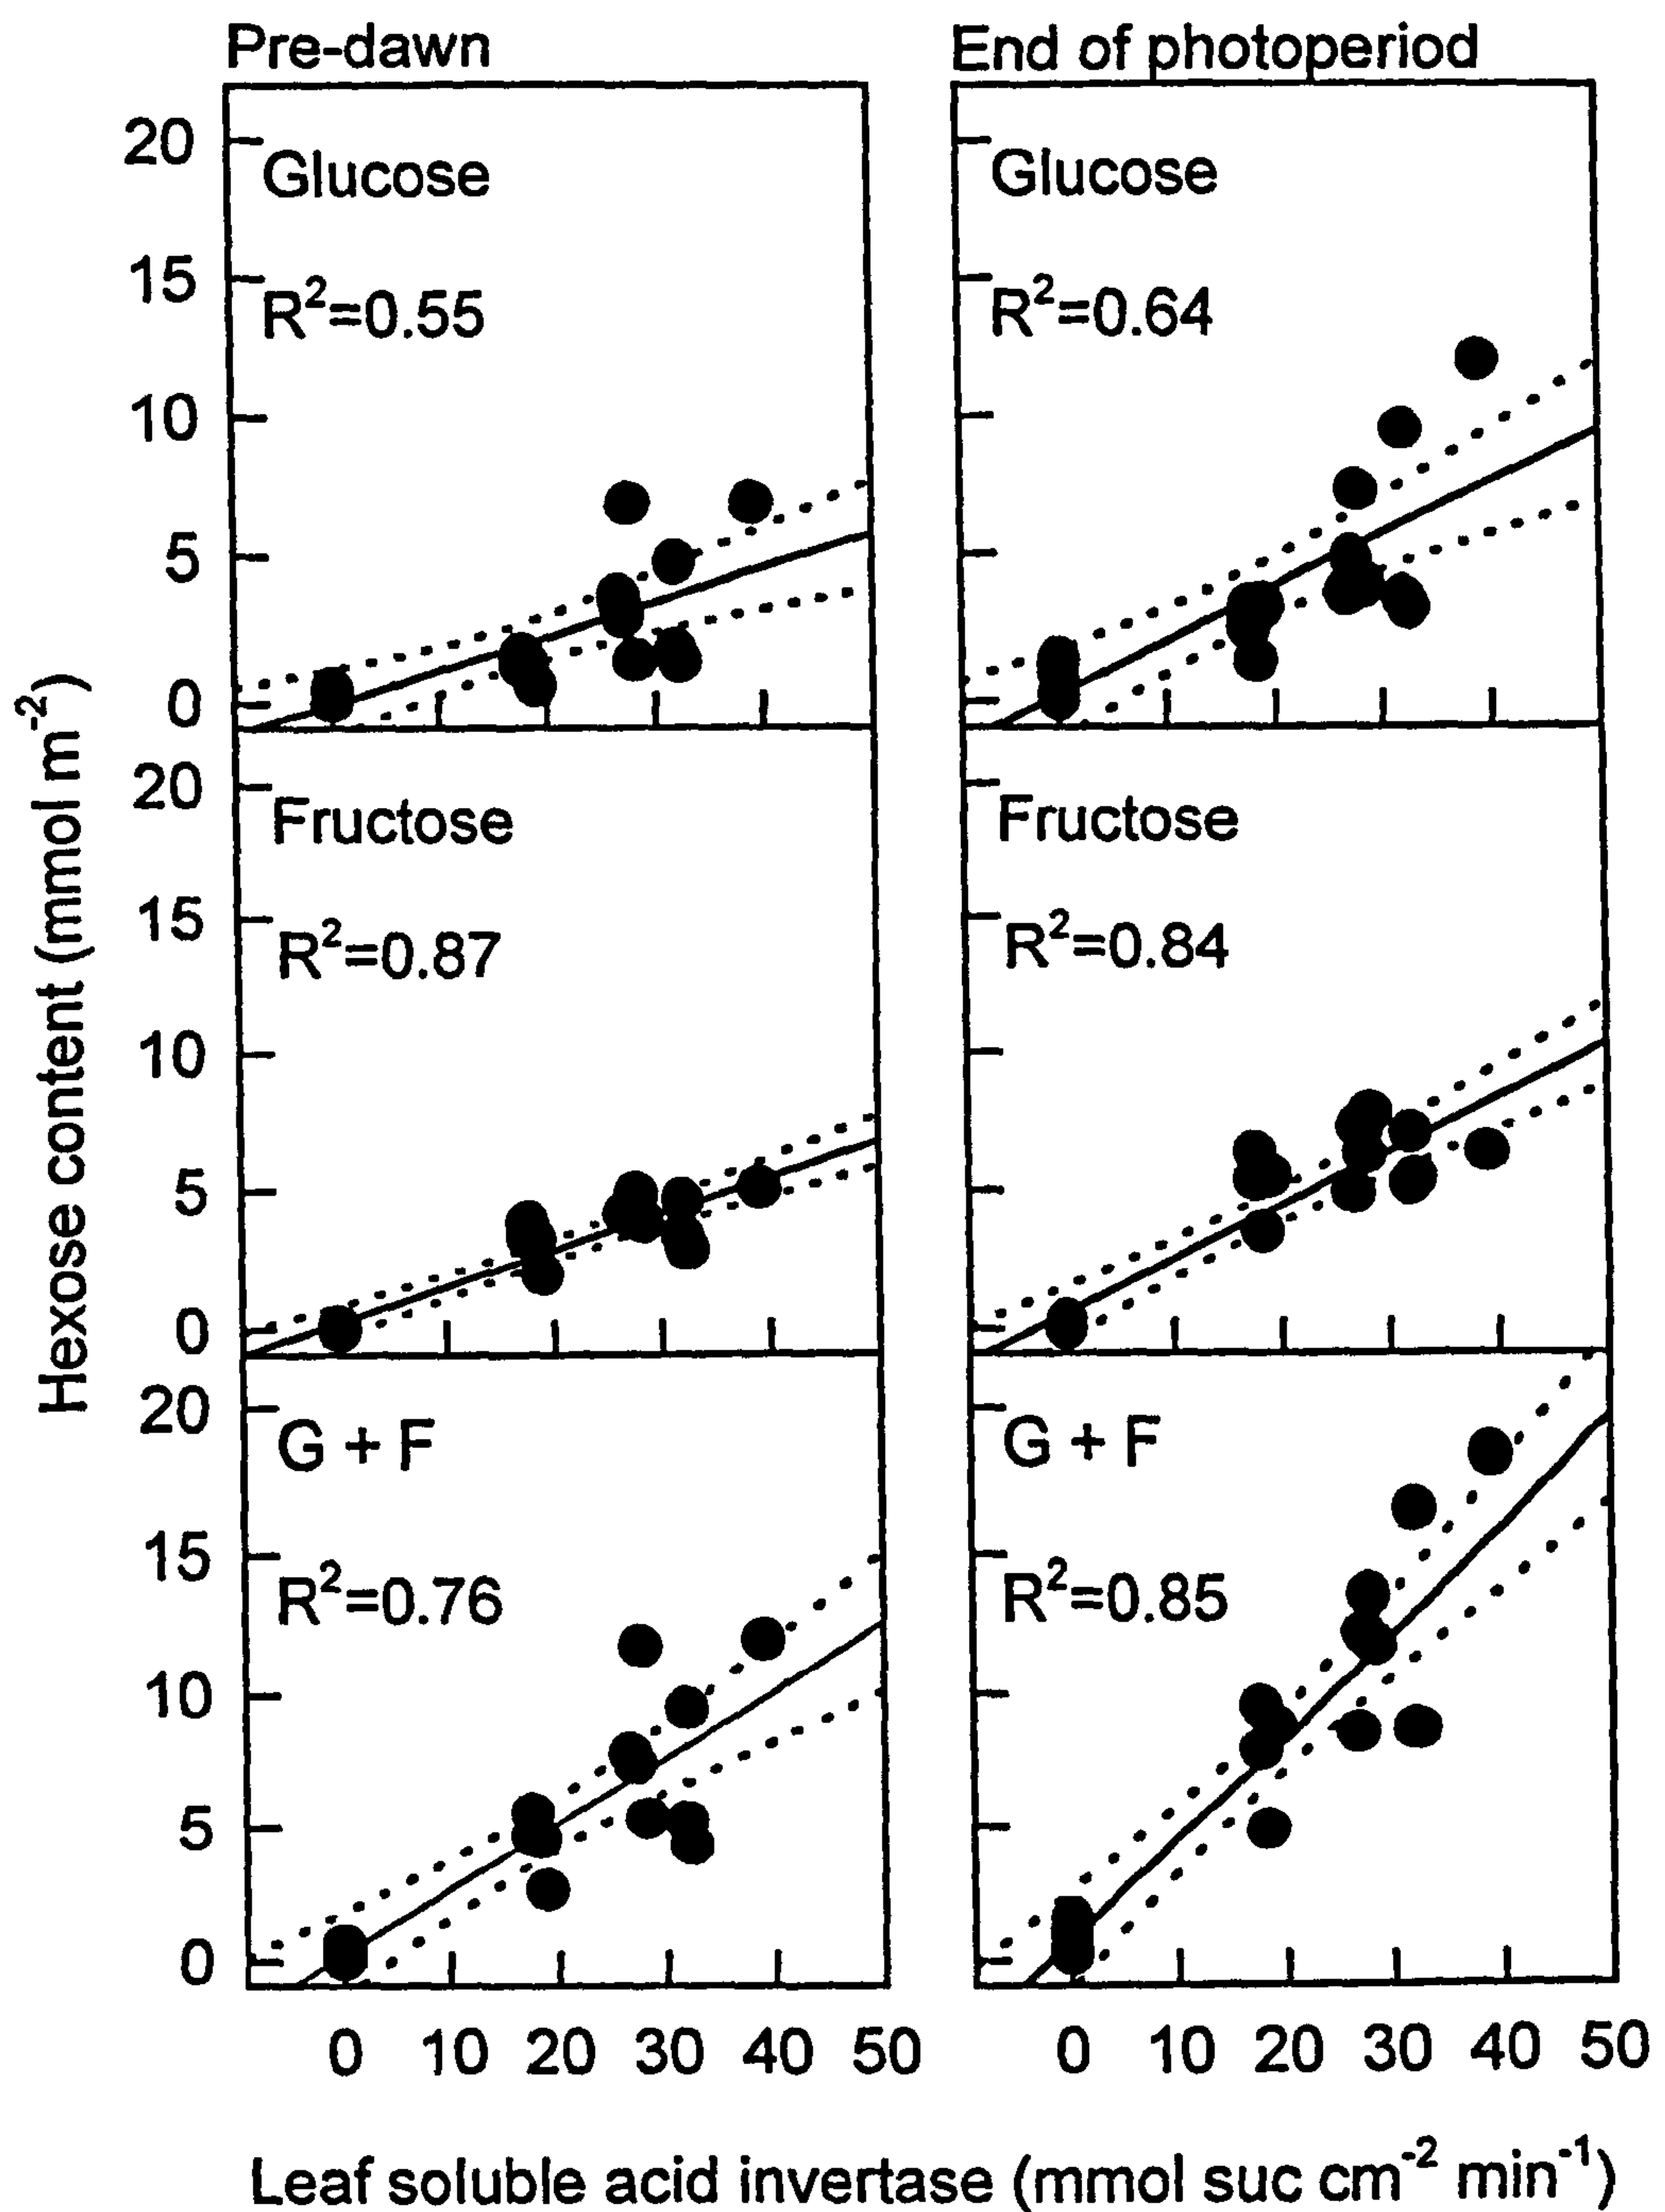 Pre-dawn
End of photoperiod
Hexose content (mmol m⁻²)
20
15
10
5
0
Glucose
R²=0.55
Glucose
R²=0.64
20
15
10
5
0
Fructose
R²=0.87
Fructose
R²=0.84
20
15
10
5
0
G + F
R²=0.76
G + F
R²=0.85
0 10 20 30 40 50
0 10 20 30 40 50
Leaf soluble acid invertase (mmol suc cm⁻² min⁻¹)